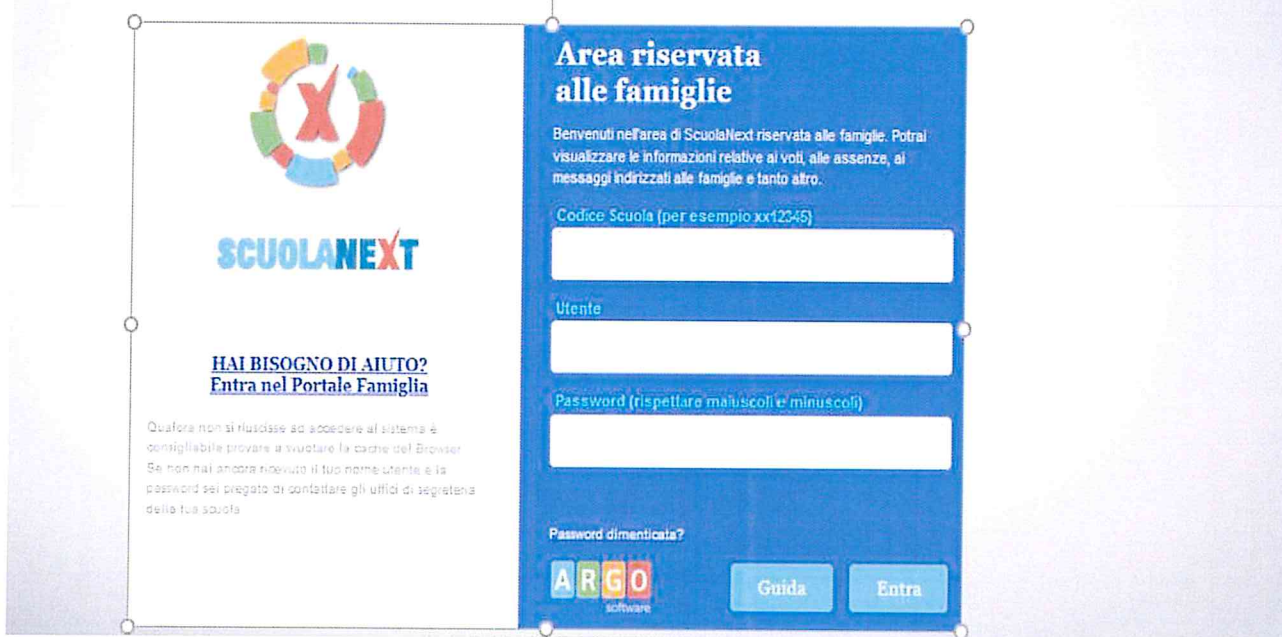 SCUOLANEXT
HAI BISOGNO DI AIUTO?
Entra nel Portale Famiglia
Qualora non si riuscisse ad accedere al sistema è
consigliabile provare a svuotare la cache del Browser
Se non hai ancora ricevuto il tuo nome utente e la
password sei pregato di contattare gli uffici di segreteria
della tua scuola
Area riservata
alle famiglie
Benvenuti nell'area di ScuolaNext riservata alle famiglie. Potrai
visualizzare le informazioni relative ai voti, alle assenze, ai
messaggi indirizzati alle famiglie e tanto altro.
Codice Scuola (per esempio xx12345)
Utente
Password (rispettare maiuscoli e minuscoli)
Password dimenticata?
ARGO
software
Guida
Entra